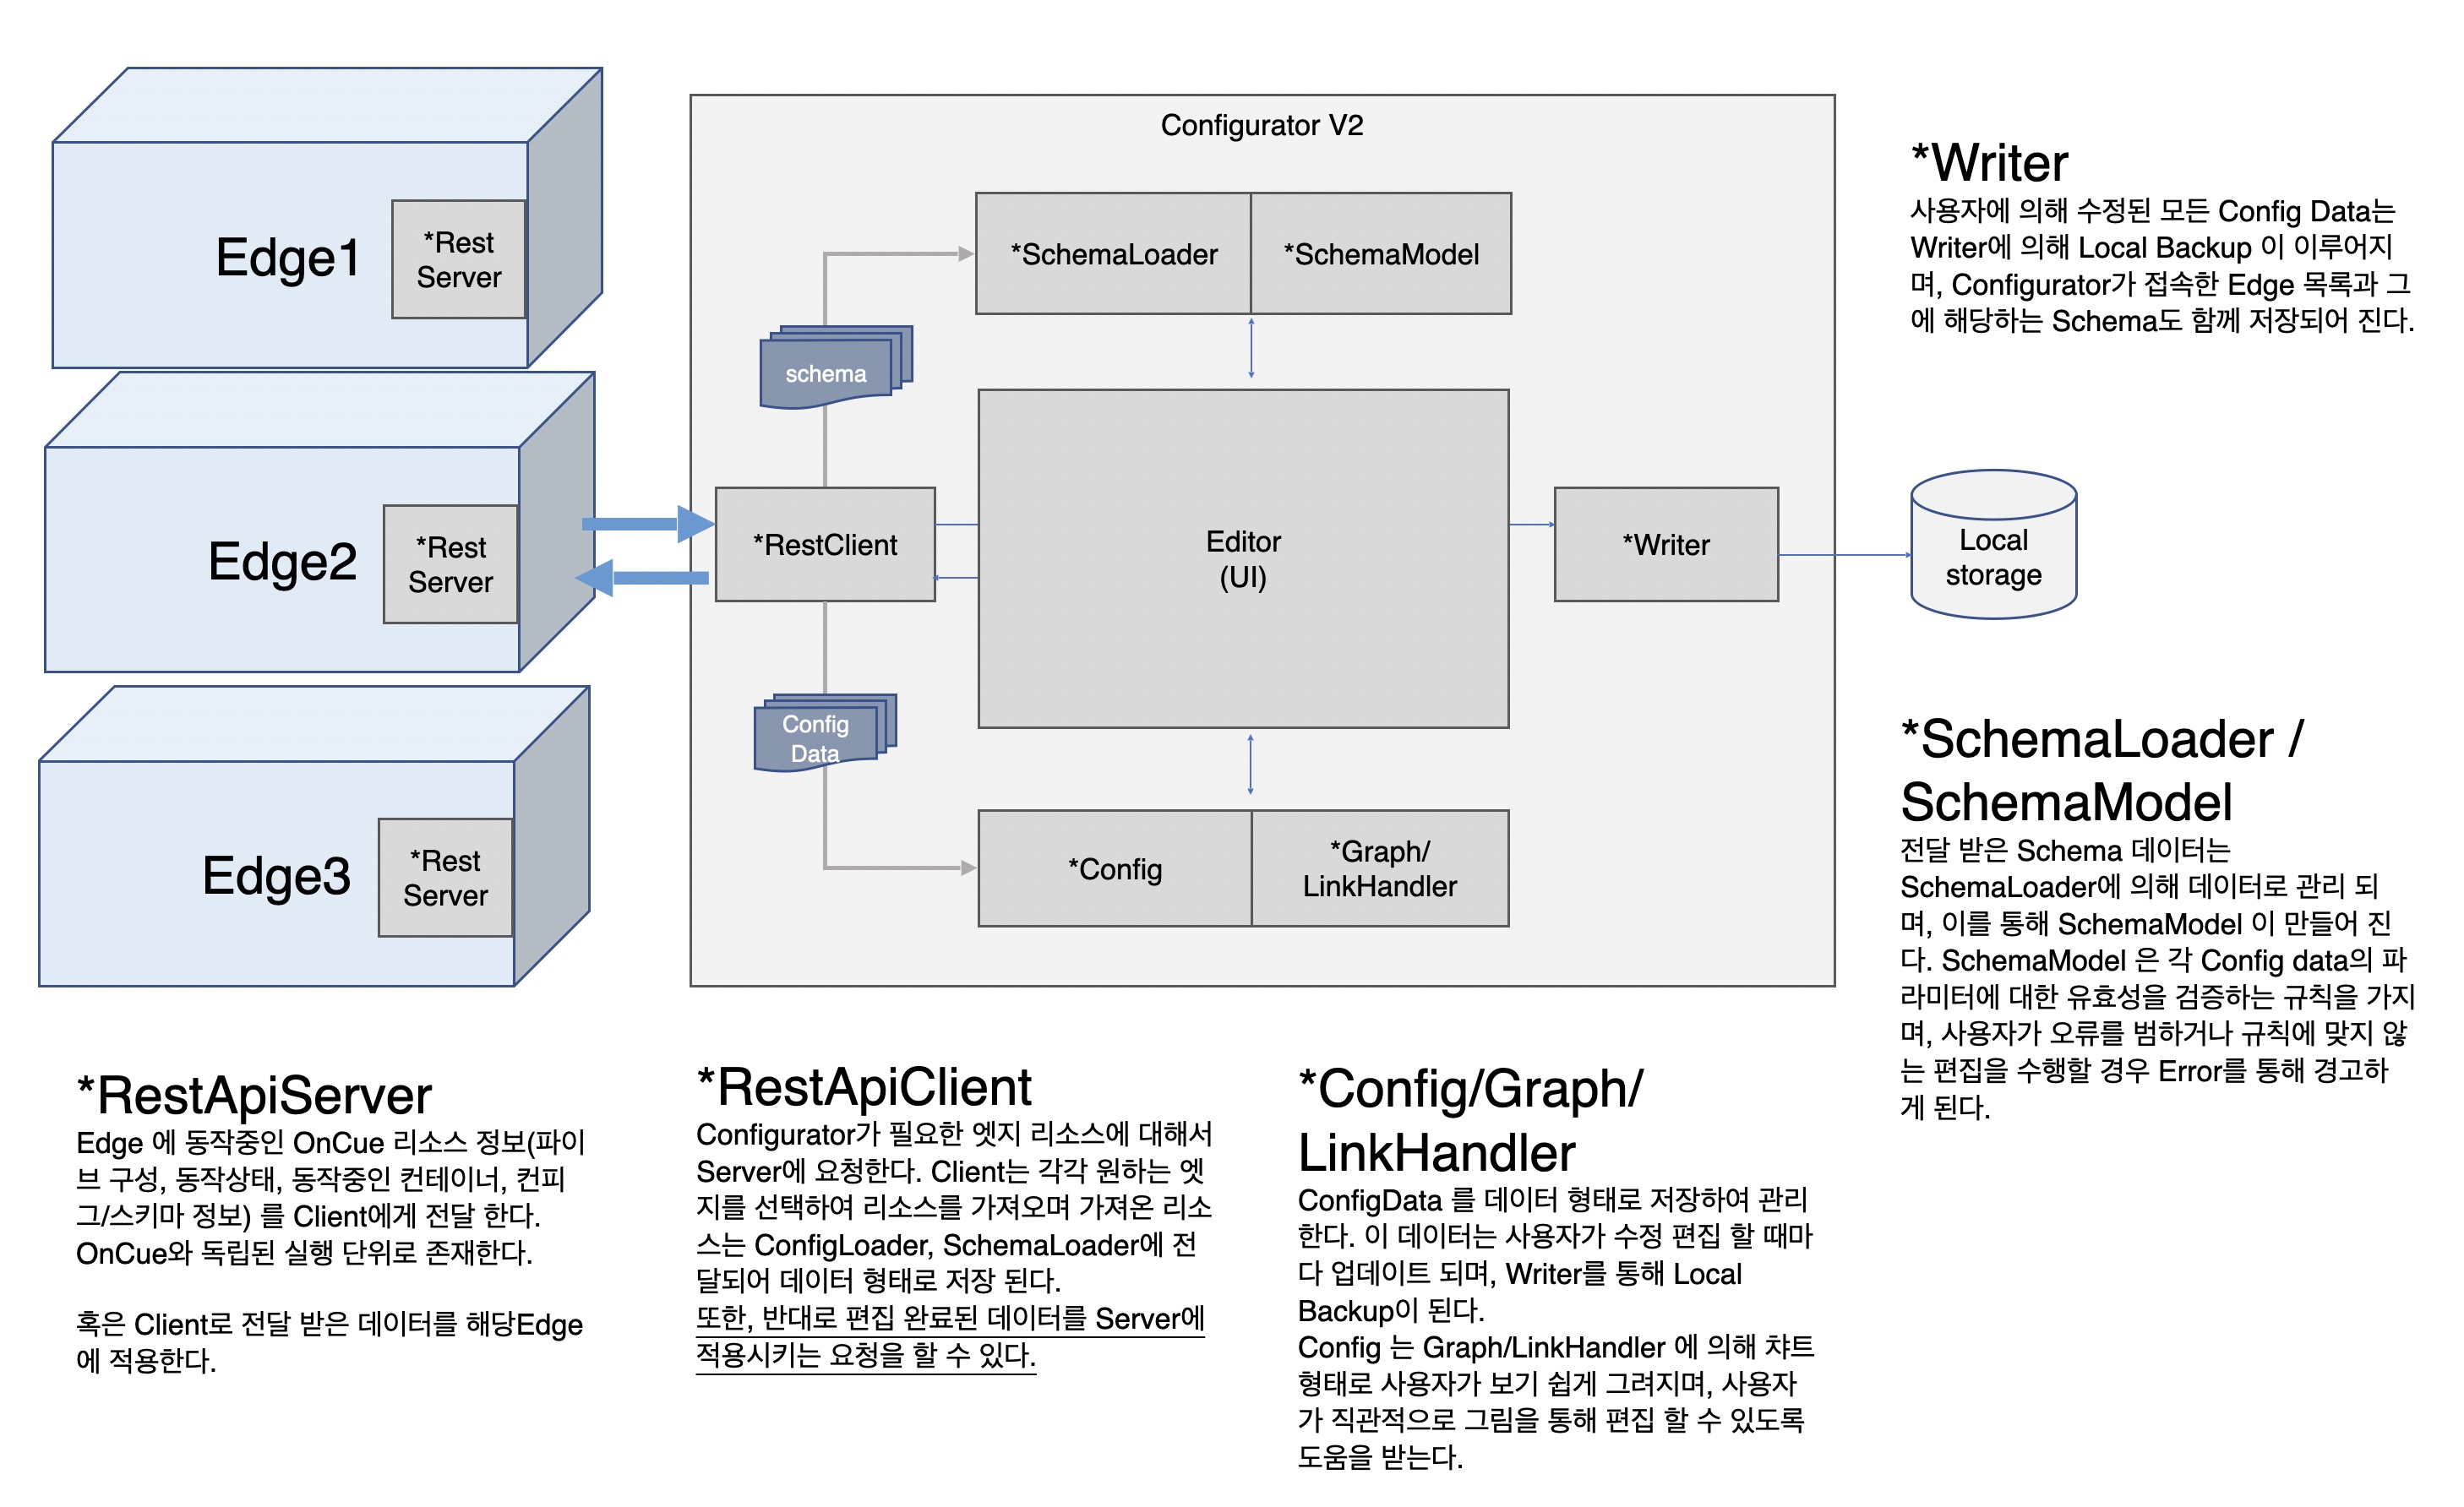 Configurator V2
Edge1
*Rest
Server
*SchemaLoader
*SchemaModel
schema
Edge2
*Rest
Server
*RestClient
Editor
(UI)
*Writer
Local
storage
Config
Data
Edge3
*Rest
Server
*Config
*Graph/
LinkHandler
*Writer
사용자에 의해 수정된 모든 Config Data는
Writer에 의해 Local Backup 이 이루어지
며, Configurator가 접속한 Edge 목록과 그
에 해당하는 Schema도 함께 저장되어 진다.
*SchemaLoader /
SchemaModel
전달 받은 Schema 데이터는
SchemaLoader에 의해 데이터로 관리 되
며, 이를 통해 SchemaModel 이 만들어 진
다. SchemaModel 은 각 Config data의 파
라미터에 대한 유효성을 검증하는 규칙을 가지
며, 사용자가 오류를 범하거나 규칙에 맞지 않
는 편집을 수행할 경우 Error를 통해 경고하
게 된다.
*RestApiServer
Edge 에 동작중인 OnCue 리소스 정보(파이
브 구성, 동작상태, 동작중인 컨테이너, 컨피
그/스키마 정보) 를 Client에게 전달 한다.
OnCue와 독립된 실행 단위로 존재한다.
혹은 Client로 전달 받은 데이터를 해당Edge
에 적용한다.
*RestApiClient
Configurator가 필요한 엣지 리소스에 대해서
Server에 요청한다. Client는 각각 원하는 엣
지를 선택하여 리소스를 가져오며 가져온 리소
스는 ConfigLoader, SchemaLoader에 전
달되어 데이터 형태로 저장 된다.
또한, 반대로 편집 완료된 데이터를 Server에
적용시키는 요청을 할 수 있다.
*Config/Graph/
LinkHandler
ConfigData 를 데이터 형태로 저장하여 관리
한다. 이 데이터는 사용자가 수정 편집 할 때마
다 업데이트 되며, Writer를 통해 Local
Backup이 된다.
Config 는 Graph/LinkHandler 에 의해 챠트
형태로 사용자가 보기 쉽게 그려지며, 사용자
가 직관적으로 그림을 통해 편집 할 수 있도록
도움을 받는다.